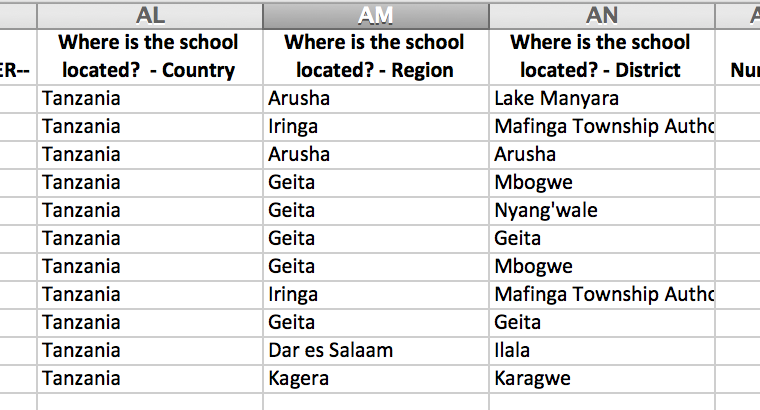 AL AM AN
Where is the school Where is the school Where is the school
ER-- located? - Country located? - Region located? - District
Tanzania Arusha Lake Manyara
Tanzania Iringa Mafinga Township Autho
Tanzania Arusha Arusha
Tanzania Geita Mbogwe
Tanzania Geita Nyang'wale
Tanzania Geita Geita
Tanzania Geita Mbogwe
Tanzania Iringa Mafinga Township Autho
Tanzania Geita Geita
Tanzania Dar es Salaam Ilala
Tanzania Kagera Karagwe